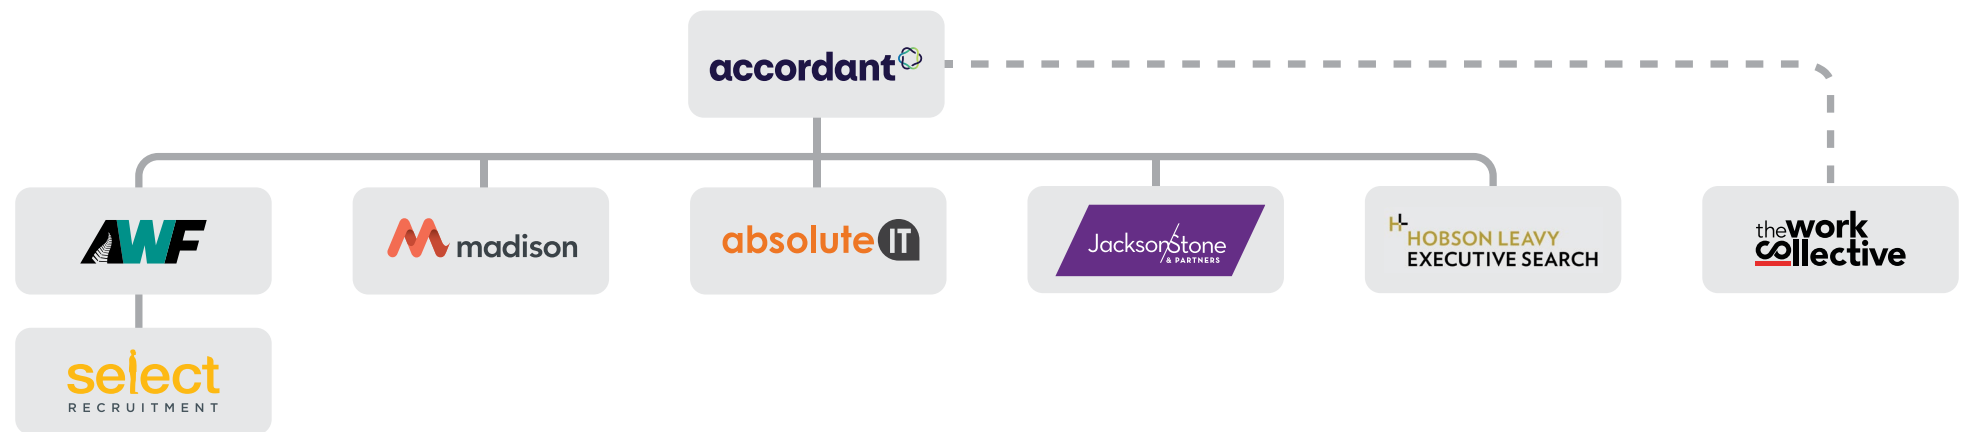 accordant
AWF
madison
absolute IT
JacksonStone
& PARTNERS
HOBSON LEAVY
EXECUTIVE SEARCH
the work
collective
select
RECRUITMENT